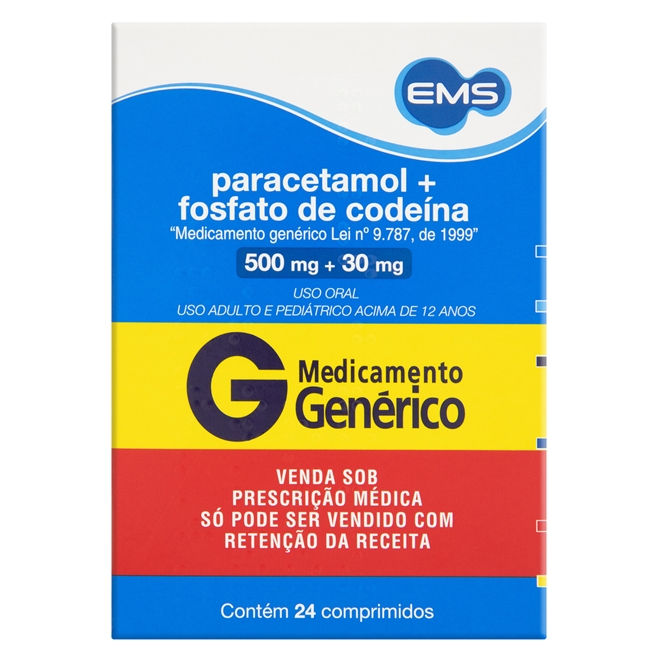 EMS
paracetamol +
fosfato de codeína
“Medicamento genérico Lei nº 9.787, de 1999”
500 mg + 30 mg
USO ORAL
USO ADULTO E PEDIÁTRICO ACIMA DE 12 ANOS
G Medicamento
Genérico
VENDA SOB
PRESCRIÇÃO MÉDICA
SÓ PODE SER VENDIDO COM
RETENÇÃO DA RECEITA
Contém 24 comprimidos